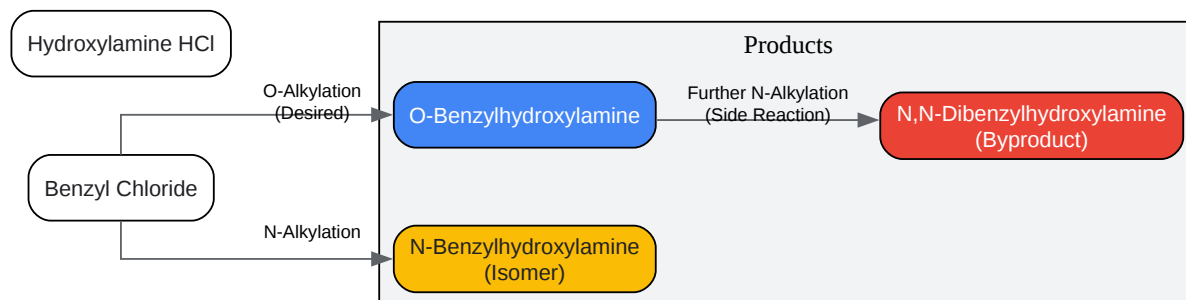 Hydroxylamine HCl
Products
O-Alkylation
(Desired)
O-Benzylhydroxylamine
Further N-Alkylation
(Side Reaction)
N,N-Dibenzylhydroxylamine
(Byproduct)
Benzyl Chloride
N-Alkylation
N-Benzylhydroxylamine
(Isomer)